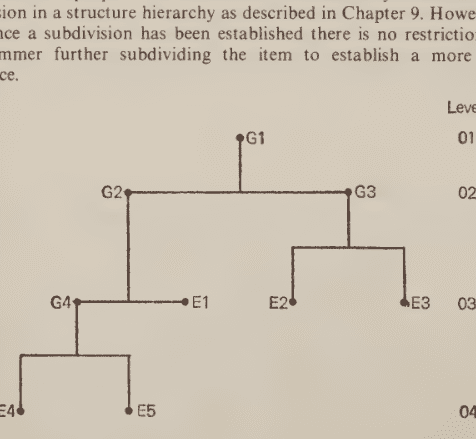 sion in a structure hierarchy as described in Chapter 9. Howe
nce a subdivision has been established there is no restriction
mmer further subdividing the item to establish a more
ce.
Leve
G1 01
G2 G3 02
G4 E1 E2 E3 03
E4 E5 04